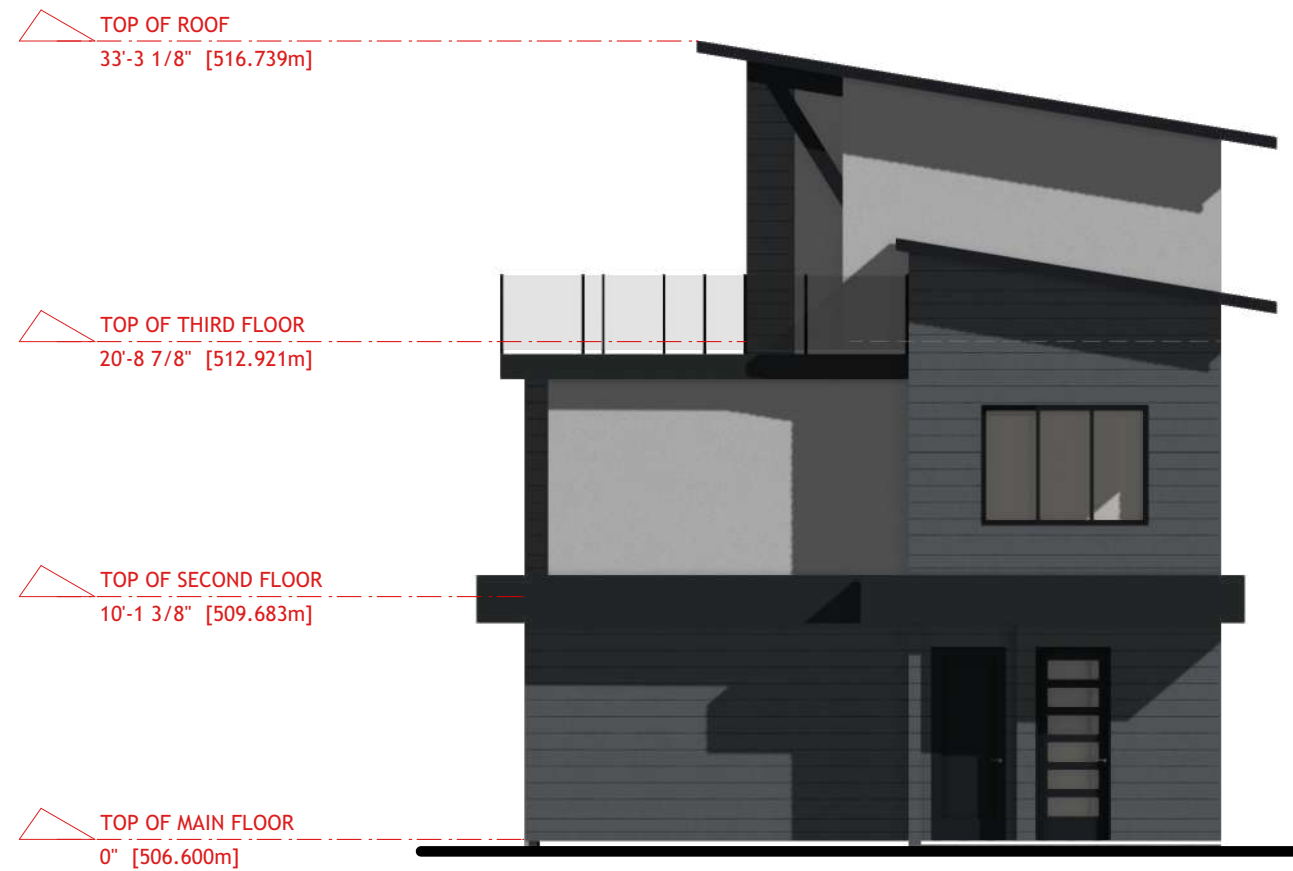 TOP OF ROOF
33'-3 1/8" [516.739m]
TOP OF THIRD FLOOR
20'-8 7/8" [512.921m]
TOP OF SECOND FLOOR
10'-1 3/8" [509.683m]
TOP OF MAIN FLOOR
0" [506.600m]